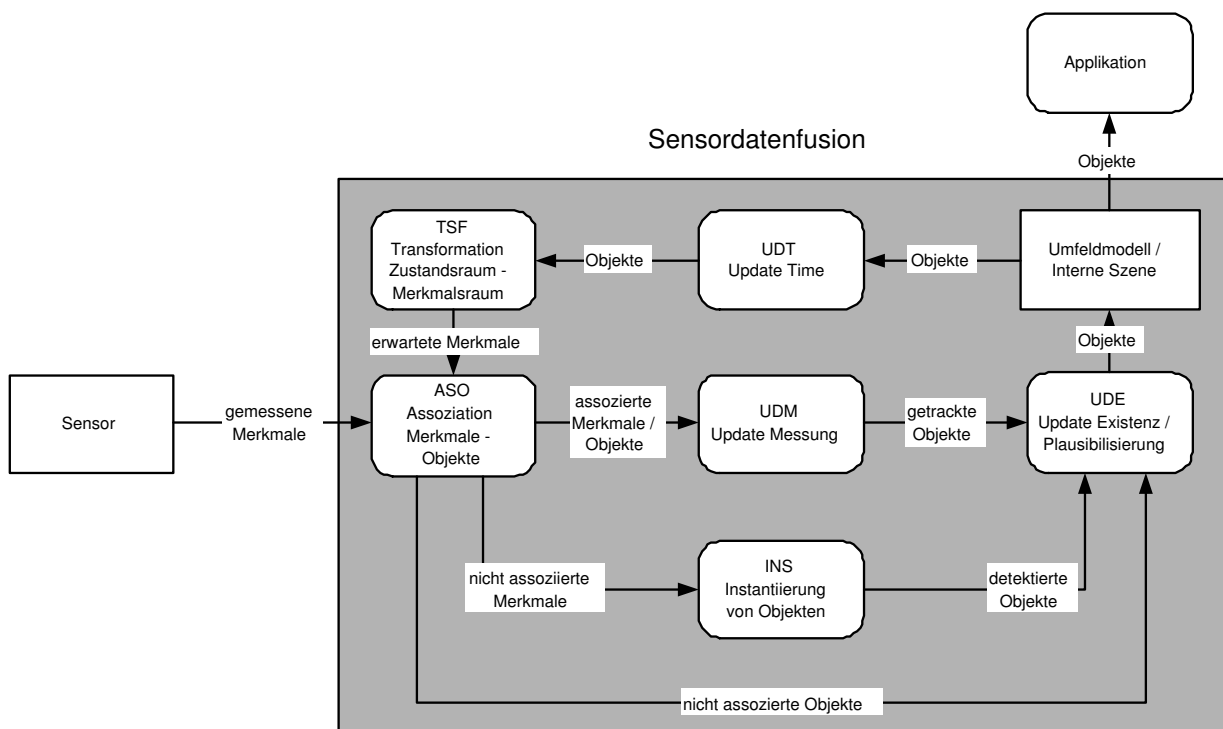 Applikation
Sensordatenfusion
Objekte
TSF
Transformation
Zustandsraum -
Merkmalsraum
Objekte
UDT
Update Time
Objekte
Umfeldmodell /
Interne Szene
erwartete Merkmale
Objekte
Sensor
gemessene
Merkmale
ASO
Assoziation
Merkmale -
Objekte
assozierte
Merkmale /
Objekte
UDM
Update Messung
getrackte
Objekte
UDE
Update Existenz /
Plausibilisierung
nicht assoziierte
Merkmale
INS
Instantiierung
von Objekten
detektierte
Objekte
nicht assozierte Objekte